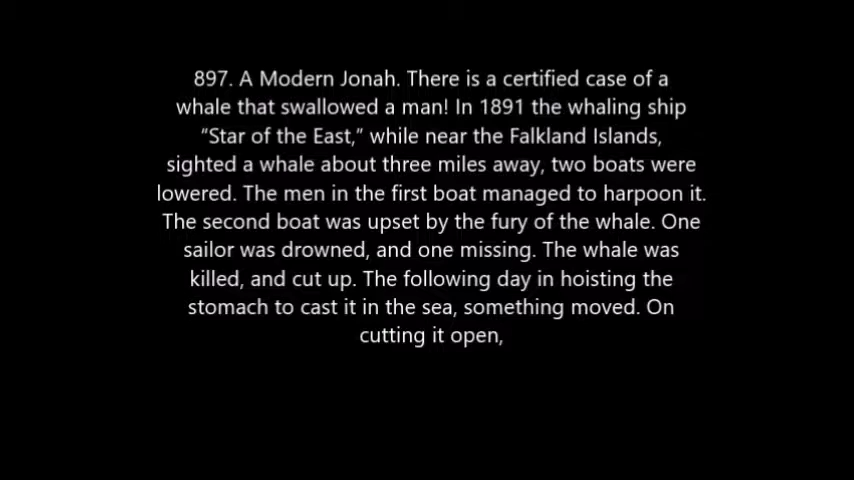 897. A Modern Jonah. There is a certified case of a
whale that swallowed a man! In 1891 the whaling ship
“Star of the East,” while near the Falkland Islands,
sighted a whale about three miles away, two boats were
lowered. The men in the first boat managed to harpoon it.
The second boat was upset by the fury of the whale. One
sailor was drowned, and one missing. The whale was
killed, and cut up. The following day in hoisting the
stomach to cast it in the sea, something moved. On
cutting it open,